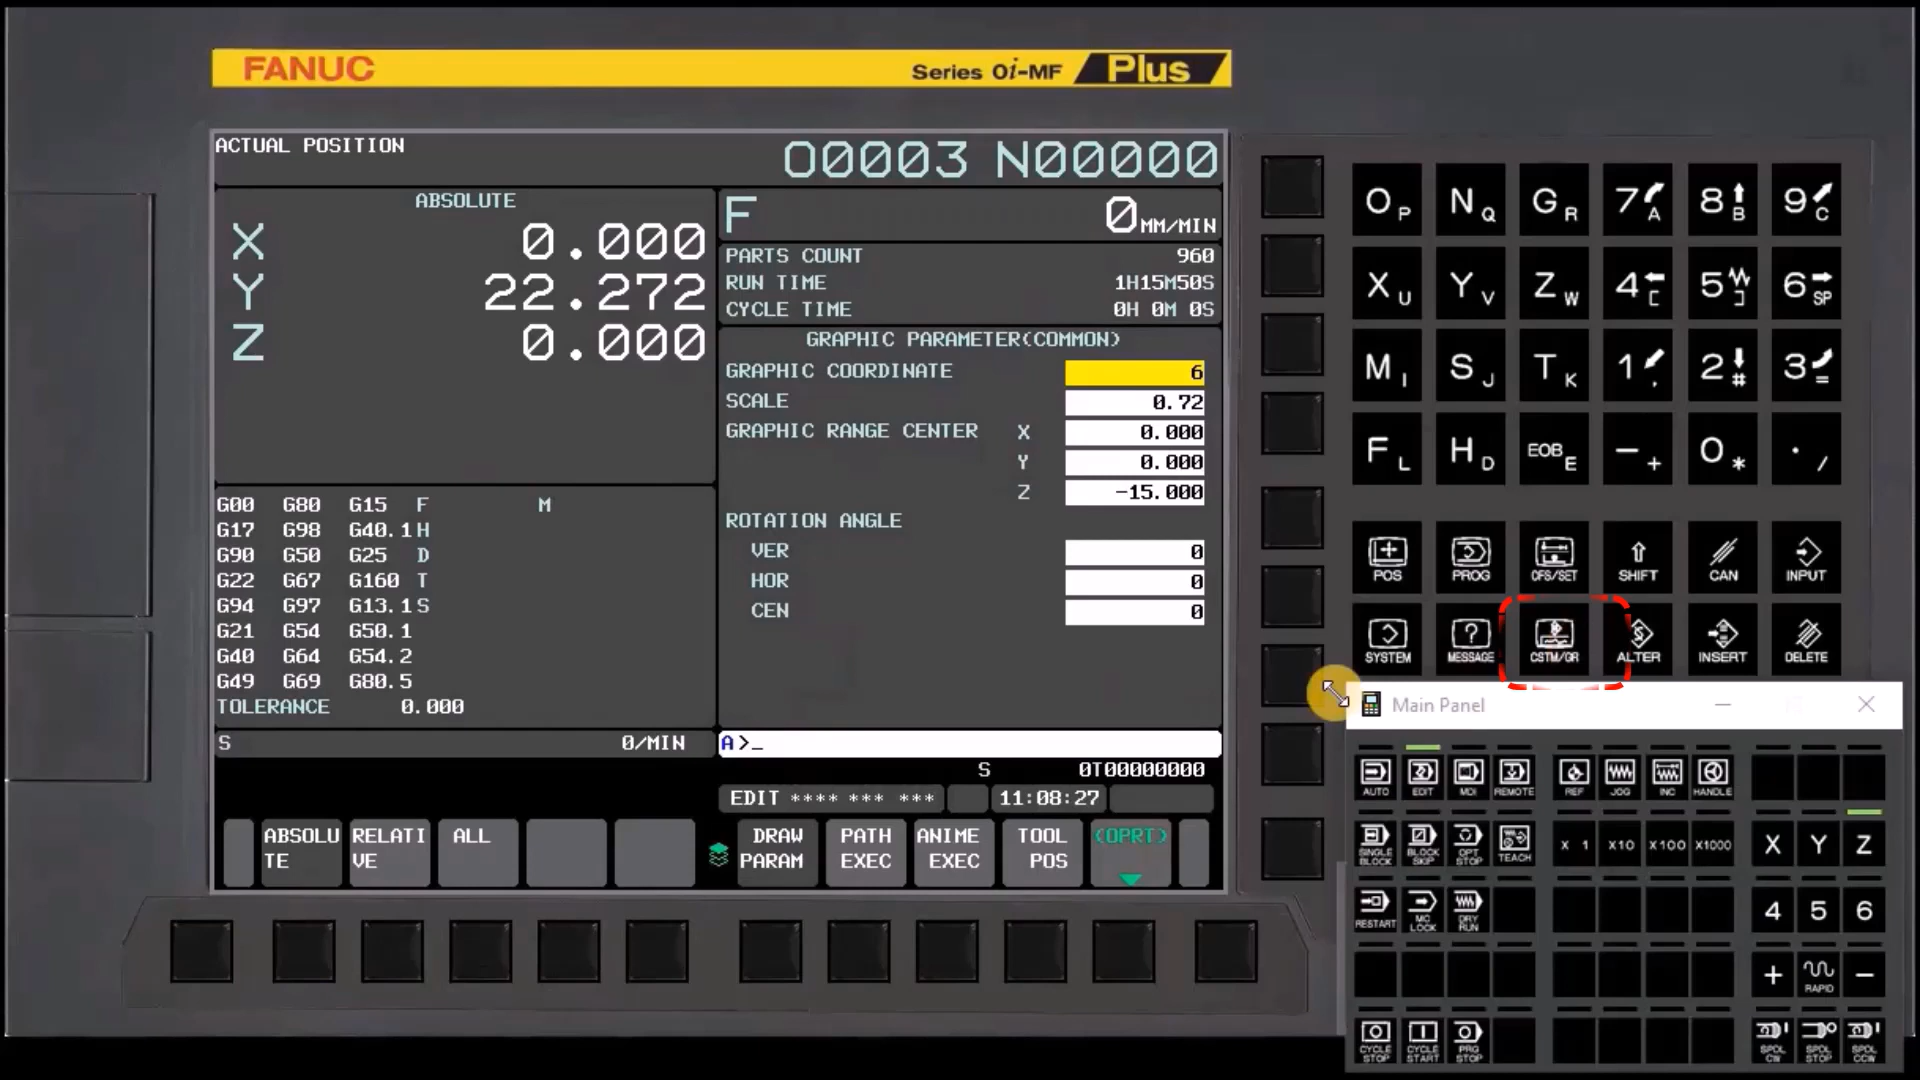 FANUC
Series 0i-MF Plus
ACTUAL POSITION
O0003 N00000
ABSOLUTE
X 0.000
Y 22.272
Z 0.000
F 0 MM/MIN
PARTS COUNT 960
RUN TIME 1H15M50S
CYCLE TIME 0H 0M 0S
GRAPHIC PARAMETER(COMMON)
GRAPHIC COORDINATE 6
SCALE 0.72
GRAPHIC RANGE CENTER X 0.000
Y 0.000
Z -15.000
ROTATION ANGLE
VER 0
HOR 0
CEN 0
G00 G80 G15 F M
G17 G98 G40.1 H
G90 G50 G25 D
G22 G67 G160 T
G94 G97 G13.1 S
G21 G54 G50.1
G40 G64 G54.2
G49 G69 G80.5
TOLERANCE 0.000
S 0/MIN
A>_
S 0T00000000
EDIT **** *** *** 11:08:27
ABSOLU
TE
RELATI
VE
ALL
DRAW
PARAM
PATH
EXEC
ANIME
EXEC
TOOL
POS
(OPRT)
O P N Q G R 7 A 8 B 9 C
X U Y V Z W 4 [ 5 ] 6 SP
M I S J T K 1 , 2 # 3 =
F L H D EOB E - + 0 * . /
POS PROG OFS/SET SHIFT CAN INPUT
SYSTEM MESSAGE CSTM/GR ALTER INSERT DELETE
Main Panel
AUTO EDIT MDI REMOTE REF JOG INC HANDLE
SINGLE BLOCK BLOCK SKIP OPT STOP TEACH X 1 X10 X100 X1000 X Y Z
RESTART MC LOCK DRY RUN 4 5 6
+ RAPID -
CYCLE STOP CYCLE START PRG STOP SPDL CW SPDL STOP SPDL CCW